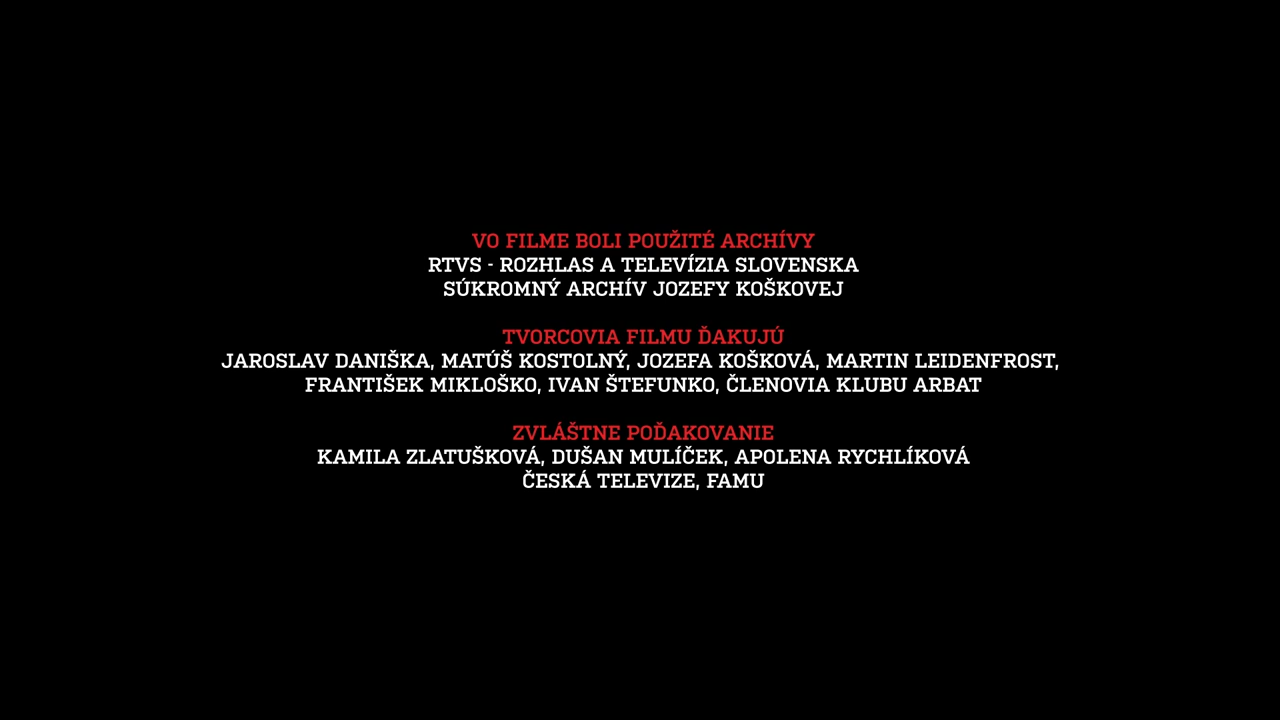 VO FILME BOLI POUŽITÉ ARCHÍVY
RTVS - ROZHLAS A TELEVÍZIA SLOVENSKA
SÚKROMNÝ ARCHÍV JOZEFY KOŠKOVEJ
TVORCOVIA FILMU ĎAKUJÚ
JAROSLAV DANIŠKA, MATÚŠ KOSTOLNÝ, JOZEFA KOŠKOVÁ, MARTIN LEIDENFROST,
FRANTIŠEK MIKLOŠKO, IVAN ŠTEFUNKO, ČLENOVIA KLUBU ARBAT
ZVLÁŠTNE POĎAKOVANIE
KAMILA ZLATUŠKOVÁ, DUŠAN MULÍČEK, APOLENA RYCHLÍKOVÁ
ČESKÁ TELEVIZE, FAMU